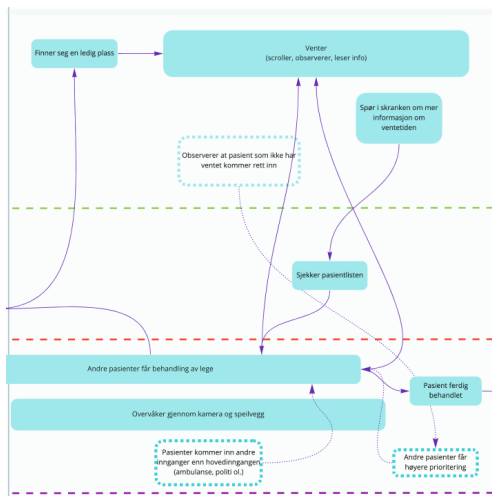 Finner seg en ledig plass
Venter
(scroller, observerer, leser info)
Spør i skranken om mer
informasjon om
ventetiden
Observerer at pasient som ikke har
ventet kommer rett inn
Sjekker pasientlisten
Andre pasienter får behandling av lege
Pasient ferdig
behandlet
Overvåker gjennom kamera og speilvegg
Pasienter kommer inn andre
innganger enn hovedinngangen,
(ambulanse, politi ol.)
Andre pasienter får
høyere prioritering